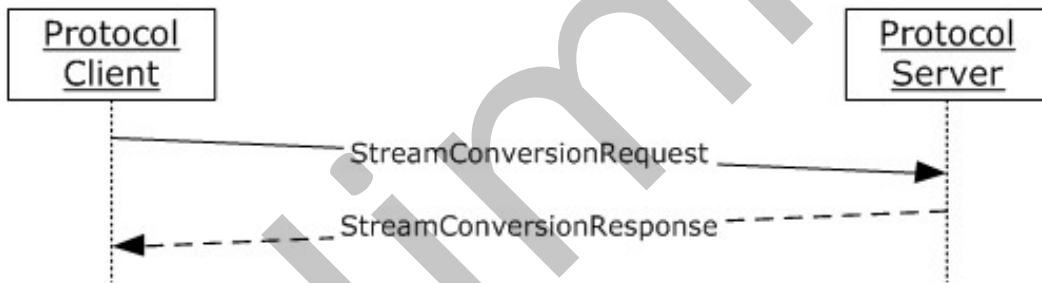 Protocol
Client
Protocol
Server
StreamConversionRequest
StreamConversionResponse